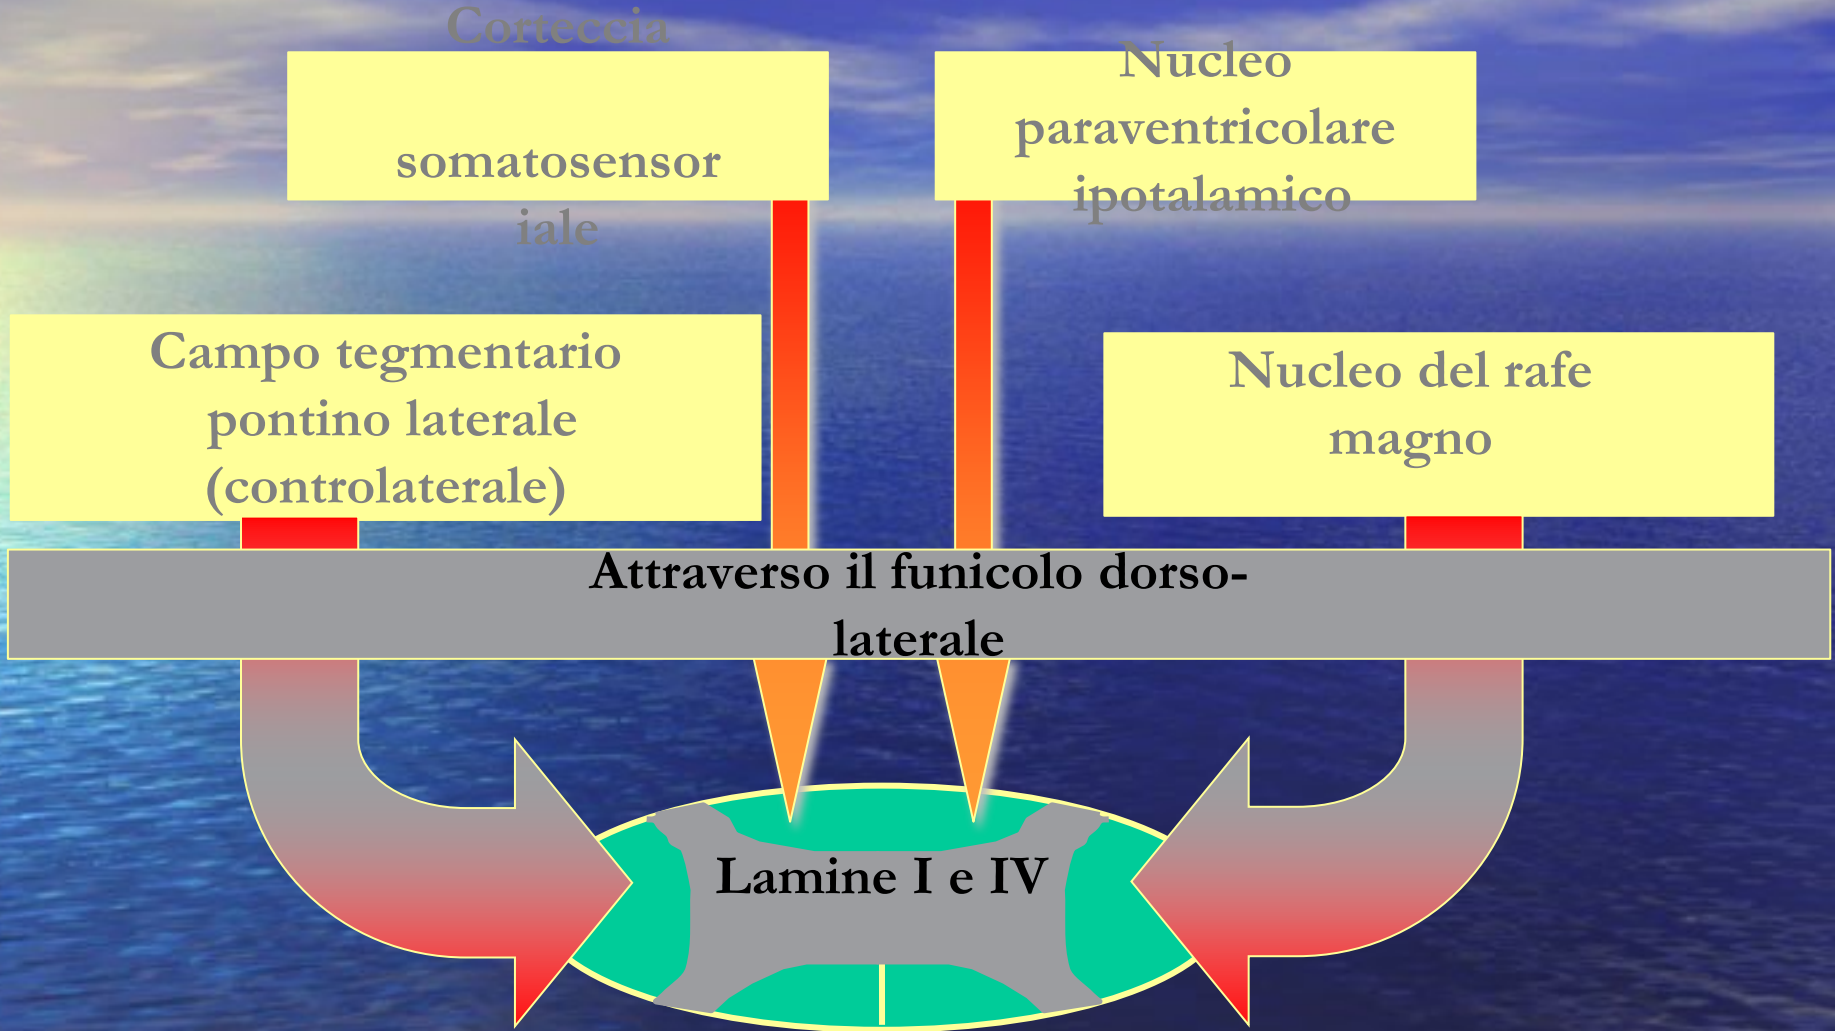 Corteccia
somatosensor
iale
Nucleo
paraventricolare
ipotalamico
Campo tegmentario
pontino laterale
(controlaterale)
Nucleo del rafe
magno
Attraverso il funicolo dorso-
laterale
Lamine I e IV